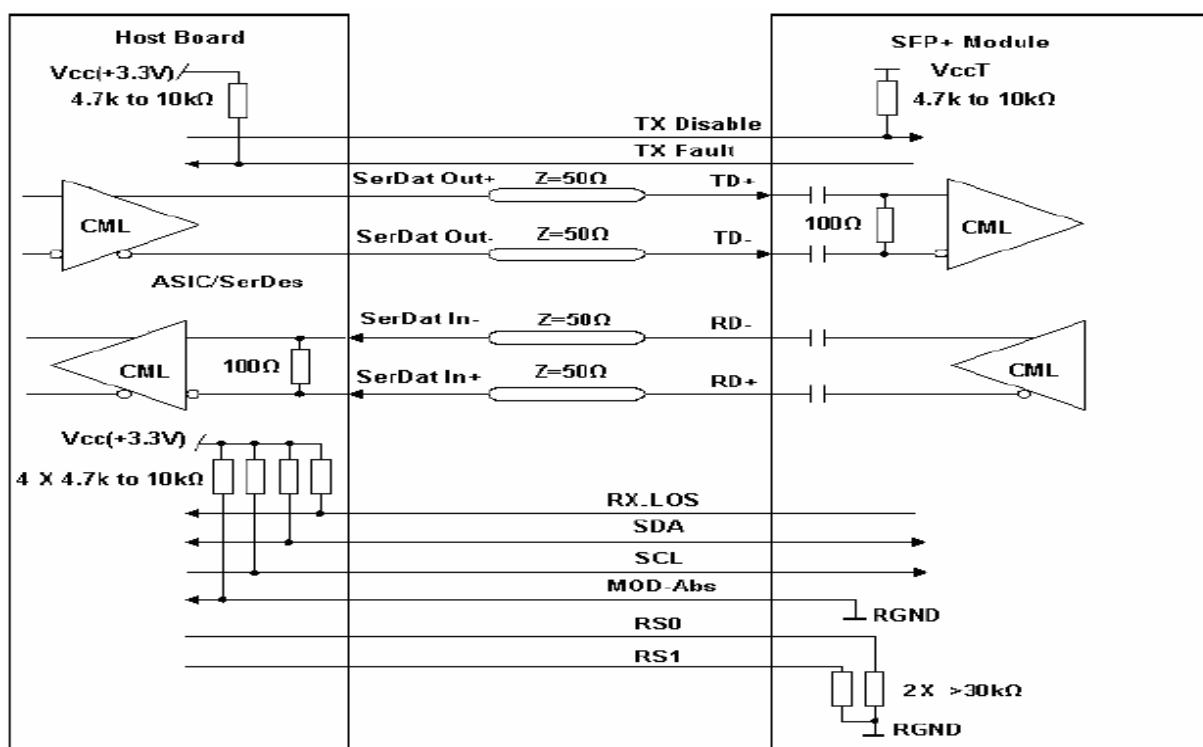 Host Board
SFP+ Module
Vcc(+3.3V)
4.7k to 10kΩ
VccT
4.7k to 10kΩ
TX Disable
TX Fault
SerDat Out+
Z=50Ω
TD+
CML
100Ω
CML
SerDat Out-
Z=50Ω
TD-
ASIC/SerDes
SerDat In-
Z=50Ω
RD-
CML
100Ω
CML
SerDat In+
Z=50Ω
RD+
Vcc(+3.3V)
4 X 4.7k to 10kΩ
RX_LOS
SDA
SCL
MOD-Abs
RGND
RS0
RS1
2X >30kΩ
RGND